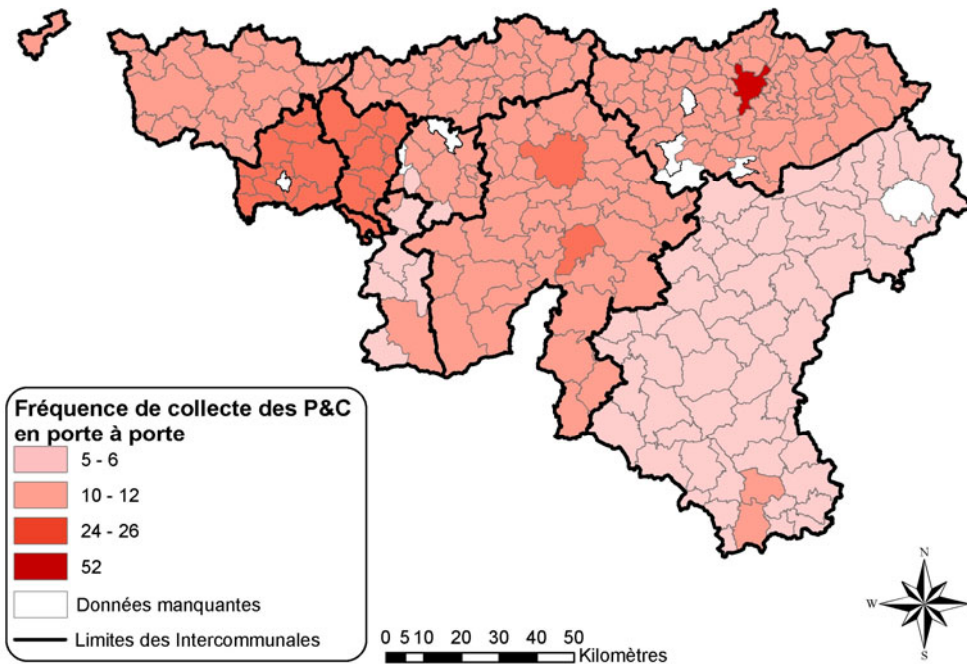 Fréquence de collecte des P&C
en porte à porte
5 - 6
10 - 12
24 - 26
52
Données manquantes
Limites des Intercommunales
0 5 10 20 30 40 50
Kilomètres
N
W E
S